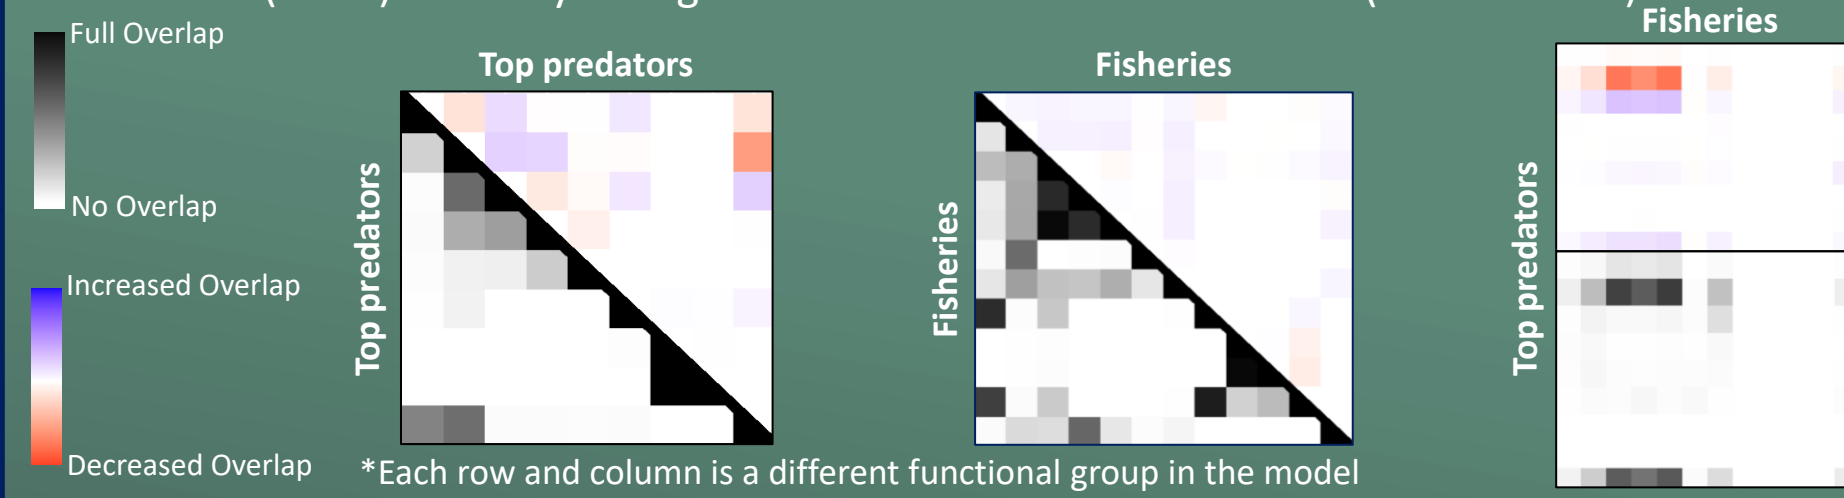 Full Overlap
No Overlap
Increased Overlap
Decreased Overlap
Top predators
Top predators
Fisheries
Fisheries
Fisheries
Top predators
*Each row and column is a different functional group in the model